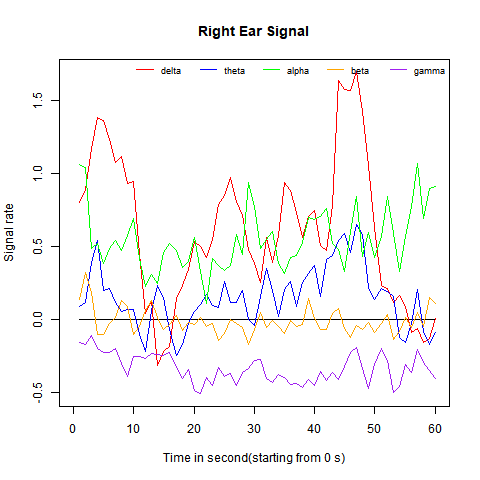 Right Ear Signal
delta theta alpha beta gamma
Signal rate
1.5
1.0
0.5
0.0
-0.5
0 10 20 30 40 50 60
Time in second(starting from 0 s)